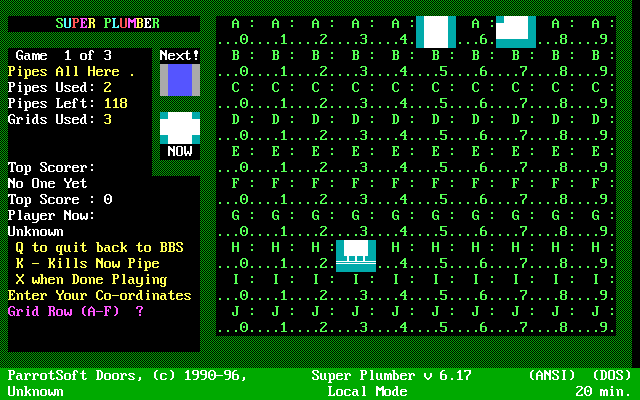 SUPER PLUMBER
Game 1 of 3
Next!
Pipes All Here .
Pipes Used: 2
Pipes Left: 118
Grids Used: 3
NOW
Top Scorer:
No One Yet
Top Score : 0
Player Now:
Unknown
Q to quit back to BBS
K - Kills Now Pipe
X when Done Playing
Enter Your Co-ordinates
Grid Row (A-F) ?
A : A : A : A : A : A : A : A :
...0...1...2...3...4. ...6. ...8...9.
B : B : B : B : B : B : B : B : B : B :
...0...1...2...3...4...5...6...7...8...9.
C : C : C : C : C : C : C : C : C : C :
...0...1...2...3...4...5...6...7...8...9.
D : D : D : D : D : D : D : D : D : D :
...0...1...2...3...4...5...6...7...8...9.
E : E : E : E : E : E : E : E : E : E :
...0...1...2...3...4...5...6...7...8...9.
F : F : F : F : F : F : F : F : F : F :
...0...1...2...3...4...5...6...7...8...9.
G : G : G : G : G : G : G : G : G : G :
...0...1...2...3...4...5...6...7...8...9.
H : H : H : H : H : H : H : H : H :
...0...1...2. ...4...5...6...7...8...9.
I : I : I : I : I : I : I : I : I : I :
...0...1...2...3...4...5...6...7...8...9.
J : J : J : J : J : J : J : J : J : J :
...0...1...2...3...4...5...6...7...8...9.
ParrotSoft Doors, (c) 1990-96, Super Plumber v 6.17 (ANSI) (DOS)
Unknown Local Mode 20 min.